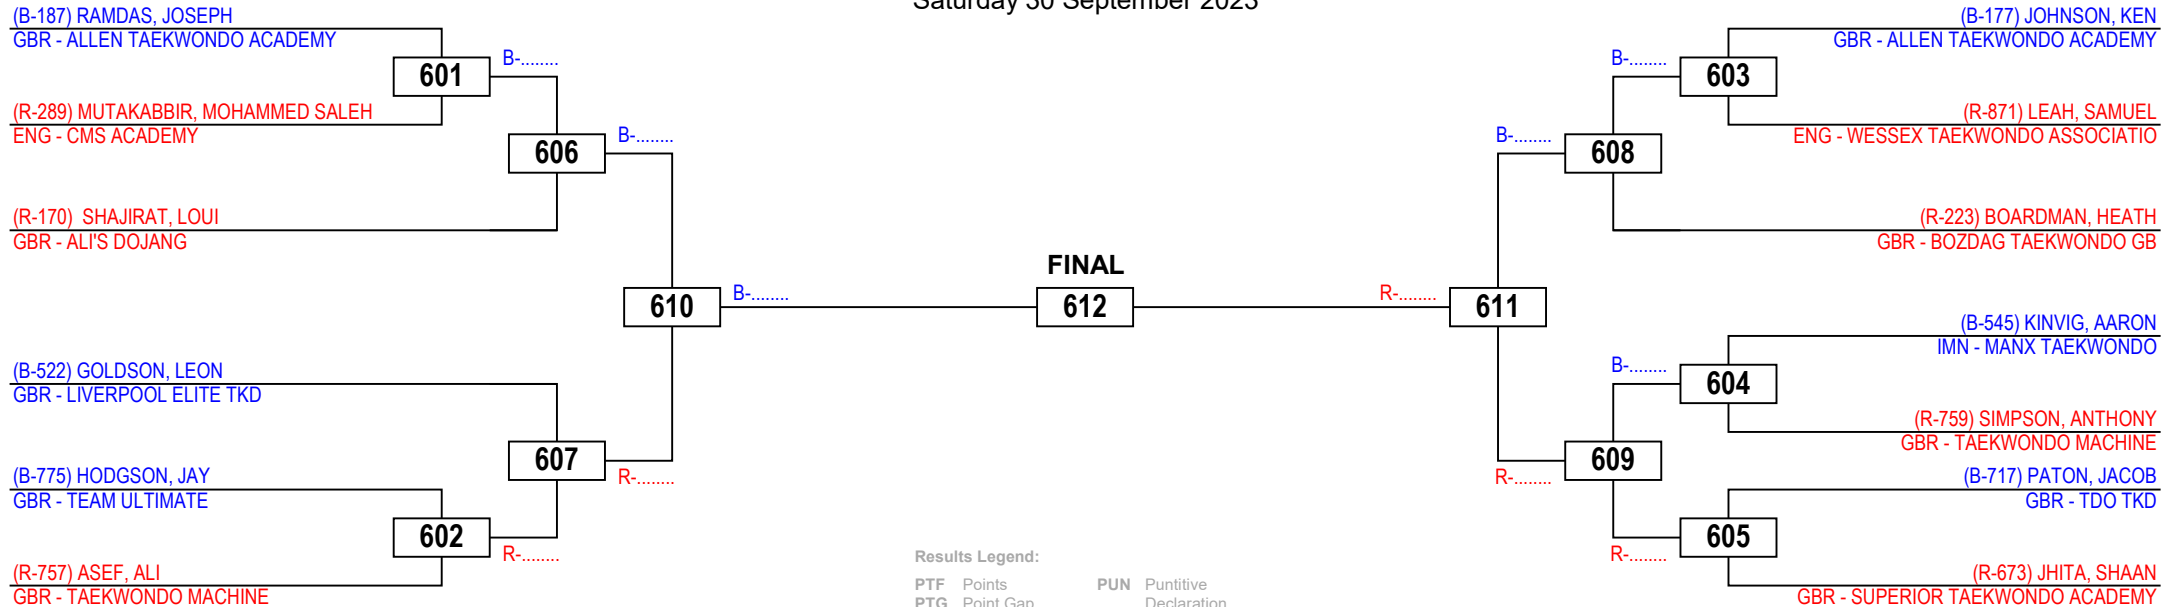 Saturday 30 September 2023
(B-187) RAMDAS, JOSEPH
GBR - ALLEN TAEKWONDO ACADEMY
601
B-........
(R-289) MUTAKABBIR, MOHAMMED SALEH
ENG - CMS ACADEMY
606
B-........
(R-170) SHAJIRAT, LOUI
GBR - ALI'S DOJANG
610
B-........
(B-522) GOLDSON, LEON
GBR - LIVERPOOL ELITE TKD
607
R-........
(B-775) HODGSON, JAY
GBR - TEAM ULTIMATE
602
R-........
(R-757) ASEF, ALI
GBR - TAEKWONDO MACHINE
FINAL
612
(B-177) JOHNSON, KEN
GBR - ALLEN TAEKWONDO ACADEMY
B-........
603
(R-871) LEAH, SAMUEL
ENG - WESSEX TAEKWONDO ASSOCIATIO
B-........
608
(R-223) BOARDMAN, HEATH
GBR - BOZDAG TAEKWONDO GB
R-........
611
(B-545) KINVIG, AARON
IMN - MANX TAEKWONDO
B-........
604
(R-759) SIMPSON, ANTHONY
GBR - TAEKWONDO MACHINE
R-........
609
(B-717) PATON, JACOB
GBR - TDO TKD
R-........
605
(R-673) JHITA, SHAAN
GBR - SUPERIOR TAEKWONDO ACADEMY
Results Legend:
PTF Points
PUN Puntitive
PTG Point Gap
Declaration